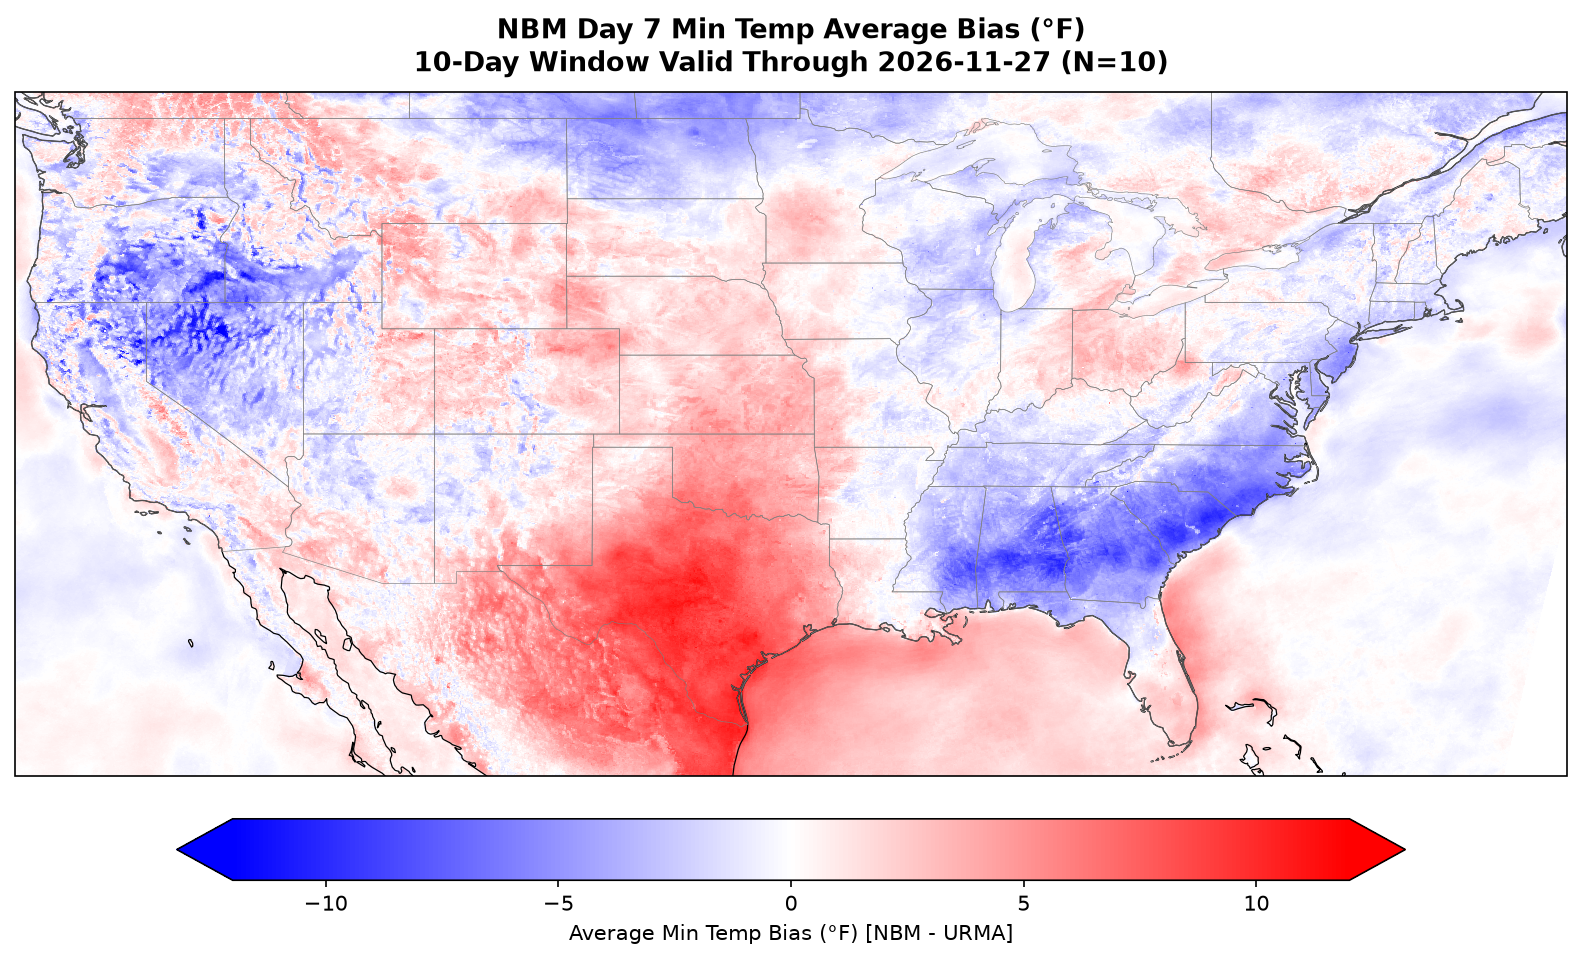 NBM Day 7 Min Temp Average Bias (°F)
10-Day Window Valid Through 2026-11-27 (N=10)
−10 −5 0 5 10
Average Min Temp Bias (°F) [NBM - URMA]